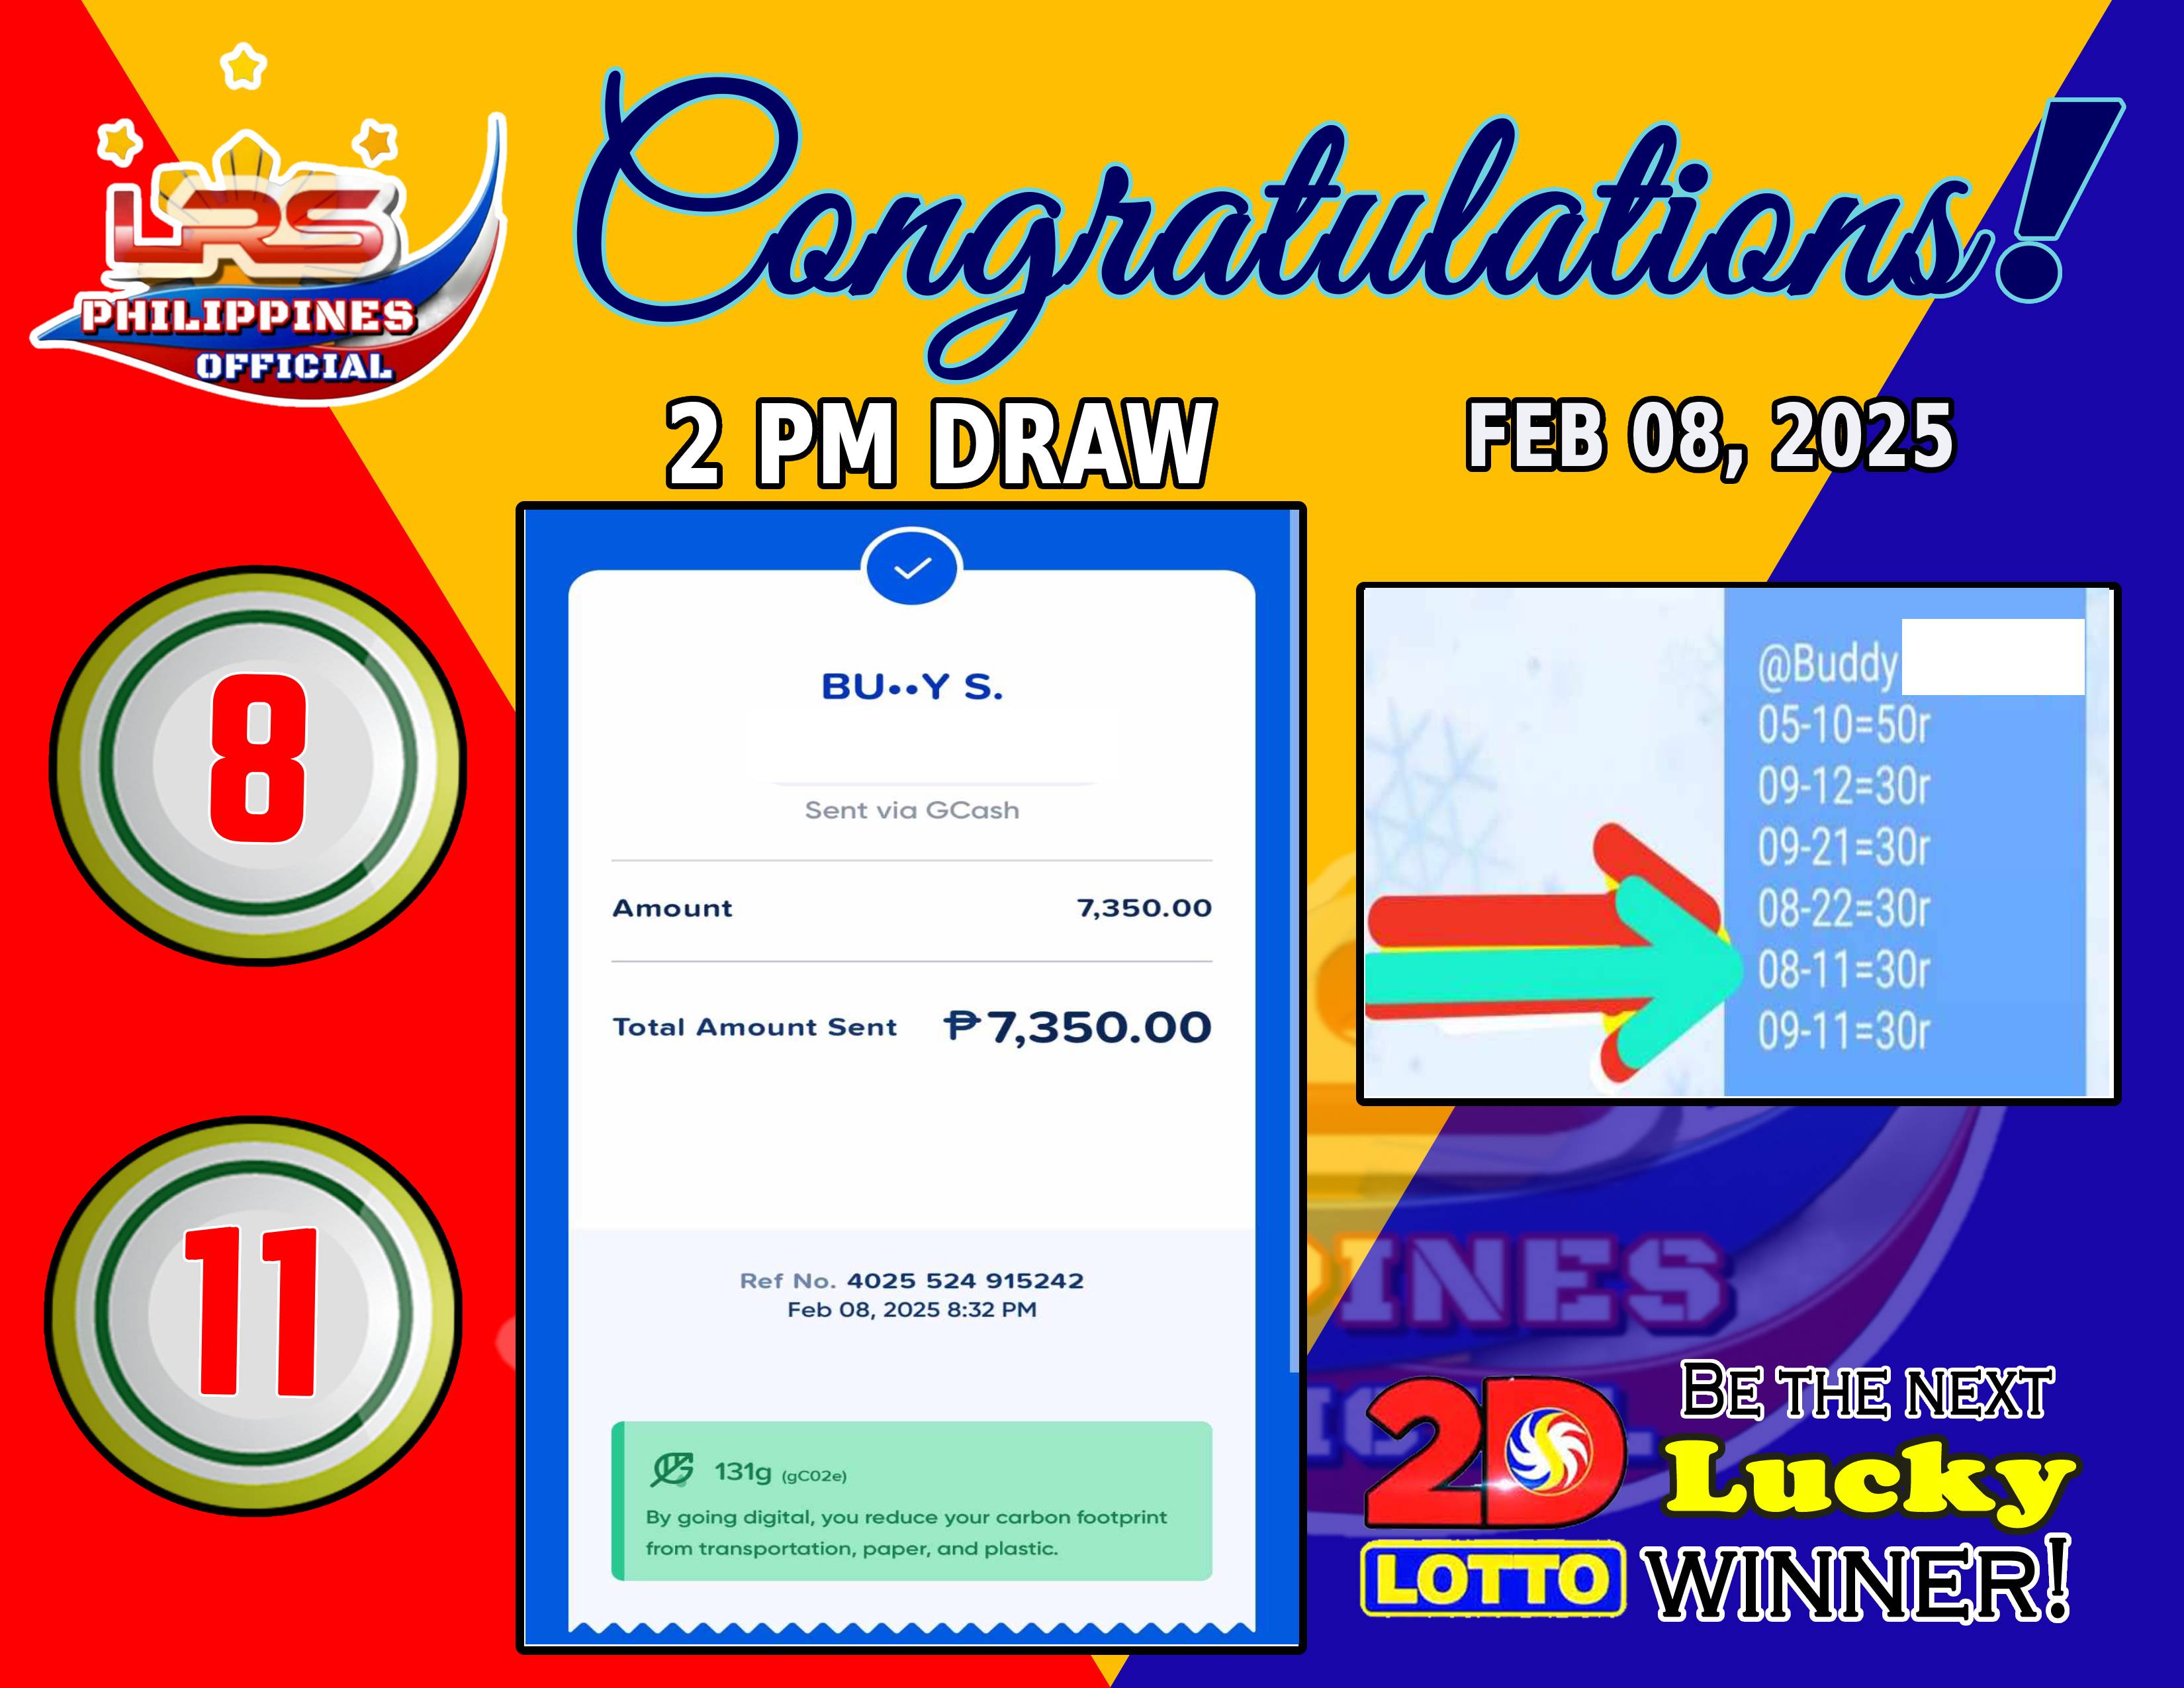 LRS
PHILIPPINES
OFFICIAL
Congratulations!
2 PM DRAW
FEB 08, 2025
8
11
BU••Y S.
Sent via GCash
Amount 7,350.00
Total Amount Sent ₱7,350.00
Ref No. 4025 524 915242
Feb 08, 2025 8:32 PM
131g (gCO2e)
By going digital, you reduce your carbon footprint
from transportation, paper, and plastic.
@Buddy
05-10=50r
09-12=30r
09-21=30r
08-22=30r
08-11=30r
09-11=30r
PINES
2D
LOTTO
BE THE NEXT
Lucky
WINNER!